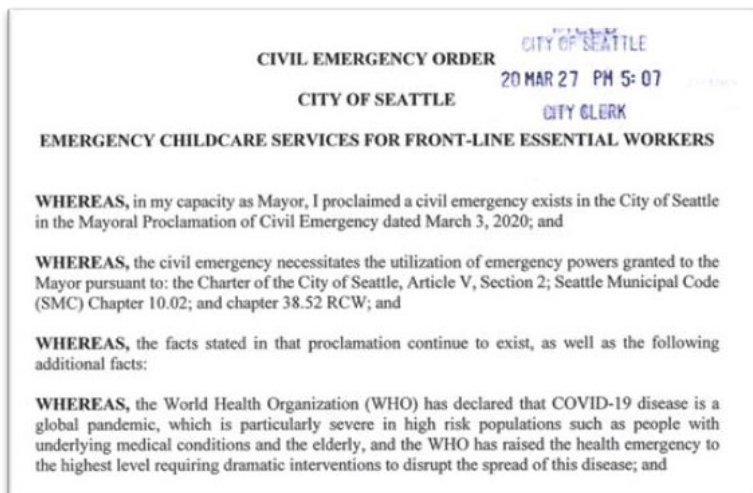 CIVIL EMERGENCY ORDER
CITY OF SEATTLE
20 MAR 27 PM 5:07
CITY OF SEATTLE
CITY CLERK
EMERGENCY CHILDCARE SERVICES FOR FRONT-LINE ESSENTIAL WORKERS
WHEREAS, in my capacity as Mayor, I proclaimed a civil emergency exists in the City of Seattle
in the Mayoral Proclamation of Civil Emergency dated March 3, 2020; and
WHEREAS, the civil emergency necessitates the utilization of emergency powers granted to the
Mayor pursuant to: the Charter of the City of Seattle, Article V, Section 2; Seattle Municipal Code
(SMC) Chapter 10.02; and chapter 38.52 RCW; and
WHEREAS, the facts stated in that proclamation continue to exist, as well as the following
additional facts:
WHEREAS, the World Health Organization (WHO) has declared that COVID-19 disease is a
global pandemic, which is particularly severe in high risk populations such as people with
underlying medical conditions and the elderly, and the WHO has raised the health emergency to
the highest level requiring dramatic interventions to disrupt the spread of this disease; and